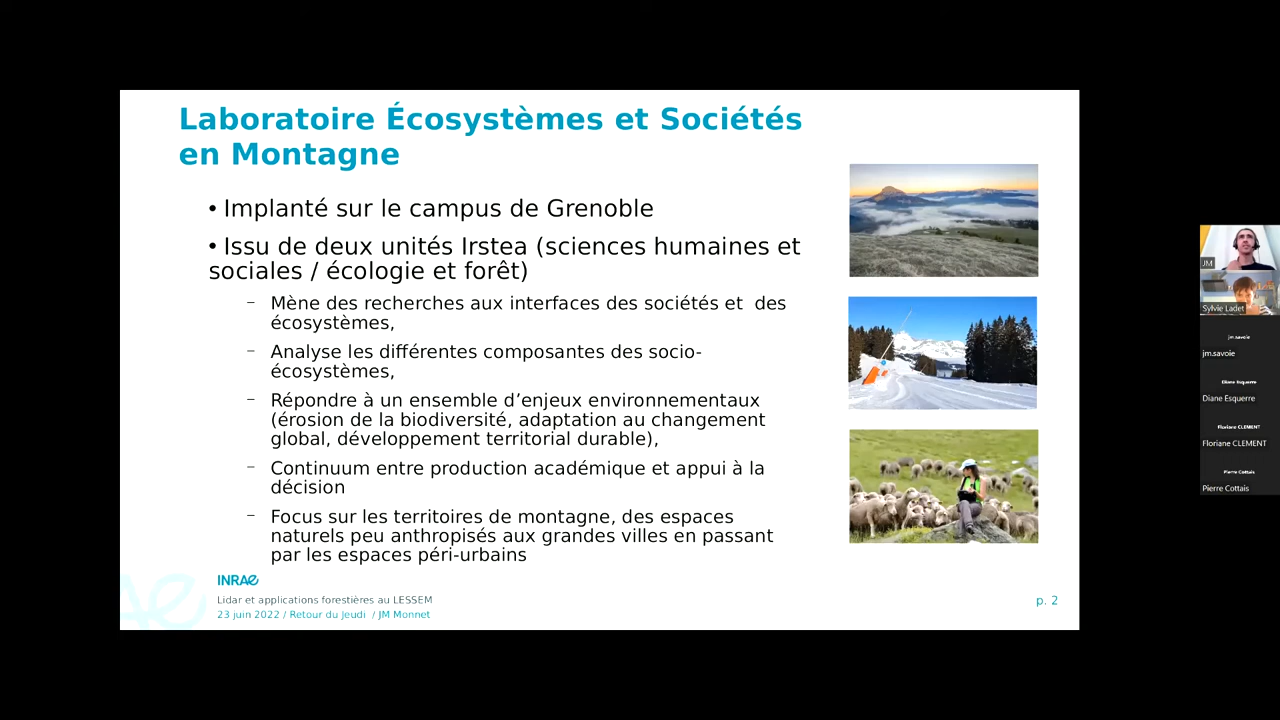 Laboratoire Écosystèmes et Sociétés
en Montagne
• Implanté sur le campus de Grenoble
• Issu de deux unités Irstea (sciences humaines et
sociales / écologie et forêt)
– Mène des recherches aux interfaces des sociétés et des
écosystèmes,
– Analyse les différentes composantes des socio-
écosystèmes,
– Répondre à un ensemble d’enjeux environnementaux
(érosion de la biodiversité, adaptation au changement
global, développement territorial durable),
– Continuum entre production académique et appui à la
décision
– Focus sur les territoires de montagne, des espaces
naturels peu anthropisés aux grandes villes en passant
par les espaces péri-urbains
INRAE
Lidar et applications forestières au LESSEM
23 juin 2022 / Retour du Jeudi / JM Monnet
p. 2
JM
Sylvie Ladet
jm.savoie
jm.savoie
Diane Esquerre
Diane Esquerre
Floriane CLEMENT
Floriane CLEMENT
Pierre Cottais
Pierre Cottais